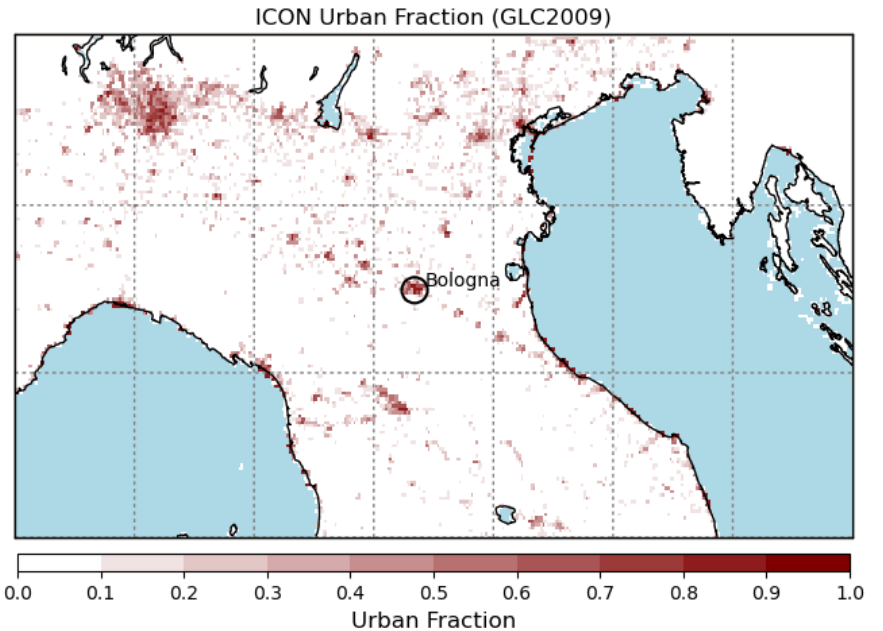 ICON Urban Fraction (GLC2009)
Bologna
0.0 0.1 0.2 0.3 0.4 0.5 0.6 0.7 0.8 0.9 1.0
Urban Fraction